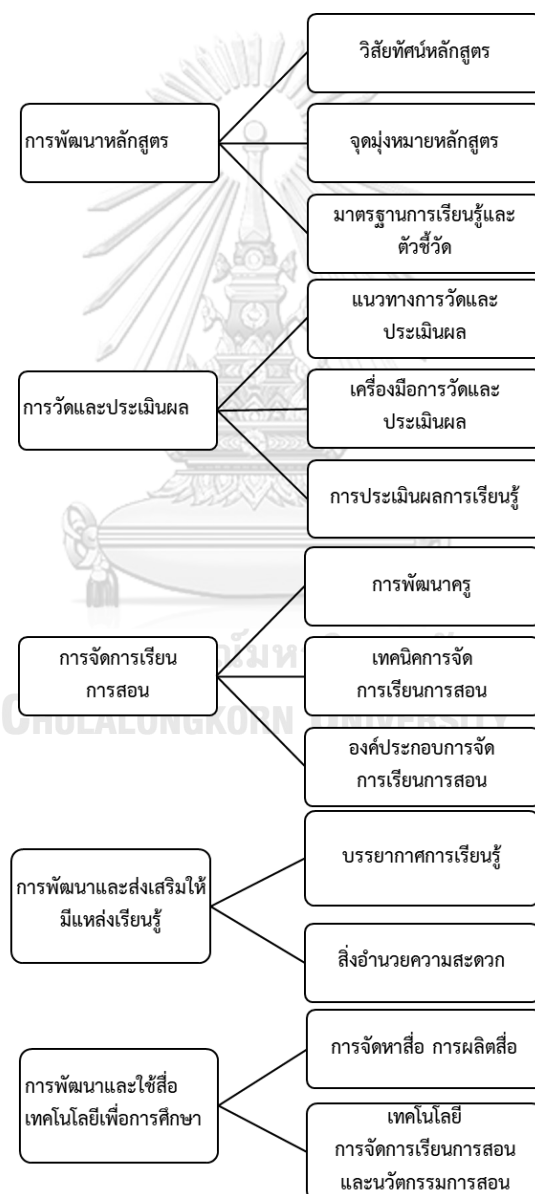 วิสัยทัศน์หลักสูตร
การพัฒนาหลักสูตร
จุดมุ่งหมายหลักสูตร
มาตรฐานการเรียนรู้และ
ตัวชี้วัด
แนวทางการวัดและ
ประเมินผล
การวัดและประเมินผล
เครื่องมือการวัดและ
ประเมินผล
การประเมินผลการเรียนรู้
การพัฒนาครู
การจัดการเรียน
การสอน
เทคนิคการจัด
การเรียนการสอน
CHULALONGKORN UNIVERSITY
องค์ประกอบการจัด
การเรียนการสอน
บรรยากาศการเรียนรู้
การพัฒนาและส่งเสริมให้
มีแหล่งเรียนรู้
สิ่งอำนวยความสะดวก
การจัดหาสื่อ การผลิตสื่อ
การพัฒนาและใช้สื่อ
เทคโนโลยีเพื่อการศึกษา
เทคโนโลยี
การจัดการเรียนการสอน
และนวัตกรรมการสอน